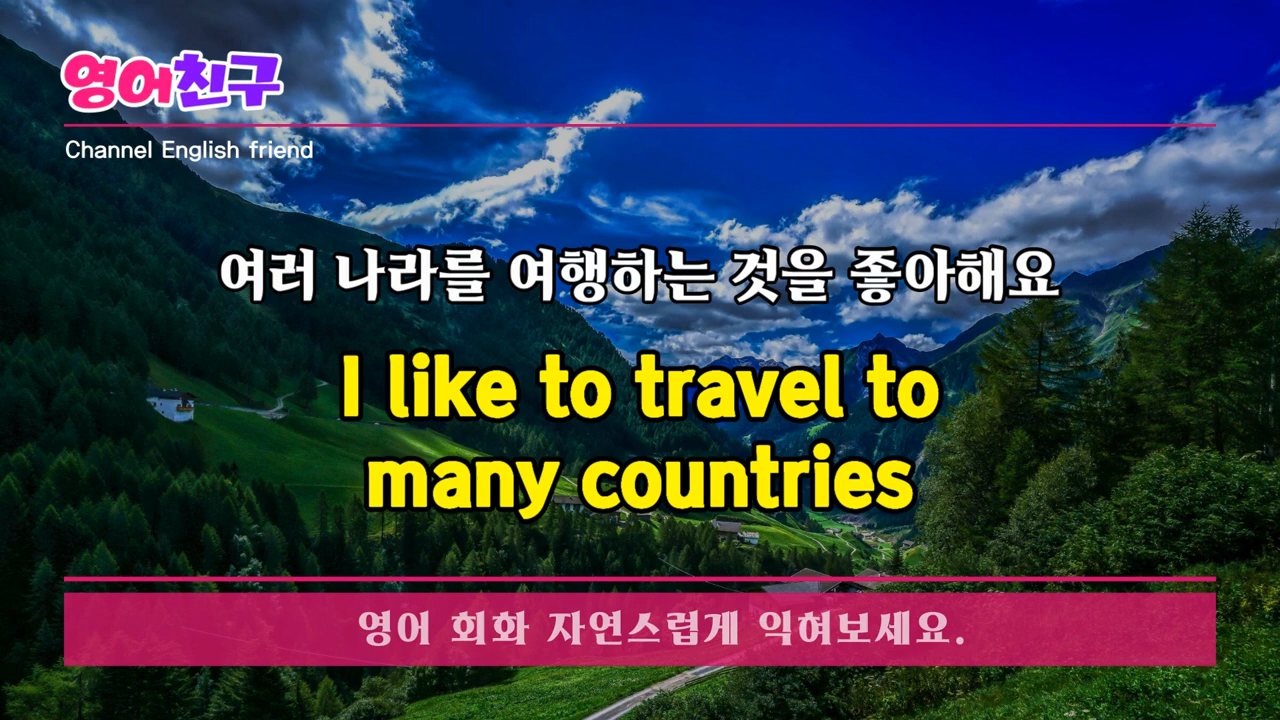 영어친구
Channel English friend
여러 나라를 여행하는 것을 좋아해요
I like to travel to
many countries
영어 회화 자연스럽게 익혀보세요.